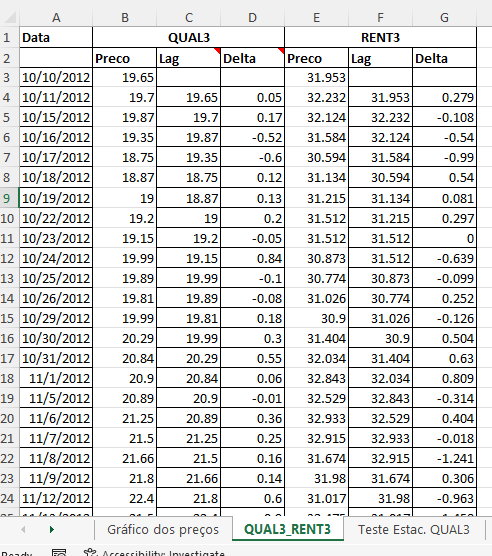 A B C D E F G
1 Data QUAL3 RENT3
2 Preco Lag Delta Preco Lag Delta
3 10/10/2012 19.65 31.953
4 10/11/2012 19.7 19.65 0.05 32.232 31.953 0.279
5 10/15/2012 19.87 19.7 0.17 32.124 32.232 -0.108
6 10/16/2012 19.35 19.87 -0.52 31.584 32.124 -0.54
7 10/17/2012 18.75 19.35 -0.6 30.594 31.584 -0.99
8 10/18/2012 18.87 18.75 0.12 31.134 30.594 0.54
9 10/19/2012 19 18.87 0.13 31.215 31.134 0.081
10 10/22/2012 19.2 19 0.2 31.512 31.215 0.297
11 10/23/2012 19.15 19.2 -0.05 31.512 31.512 0
12 10/24/2012 19.99 19.15 0.84 30.873 31.512 -0.639
13 10/25/2012 19.89 19.99 -0.1 30.774 30.873 -0.099
14 10/26/2012 19.81 19.89 -0.08 31.026 30.774 0.252
15 10/29/2012 19.99 19.81 0.18 30.9 31.026 -0.126
16 10/30/2012 20.29 19.99 0.3 31.404 30.9 0.504
17 10/31/2012 20.84 20.29 0.55 32.034 31.404 0.63
18 11/1/2012 20.9 20.84 0.06 32.843 32.034 0.809
19 11/5/2012 20.89 20.9 -0.01 32.529 32.843 -0.314
20 11/6/2012 21.25 20.89 0.36 32.933 32.529 0.404
21 11/7/2012 21.5 21.25 0.25 32.915 32.933 -0.018
22 11/8/2012 21.66 21.5 0.16 31.674 32.915 -1.241
23 11/9/2012 21.8 21.66 0.14 31.98 31.674 0.306
24 11/12/2012 22.4 21.8 0.6 31.017 31.98 -0.963
Gráfico dos preços QUAL3_RENT3 Teste Estac. QUAL3
Accessibility: Investigate